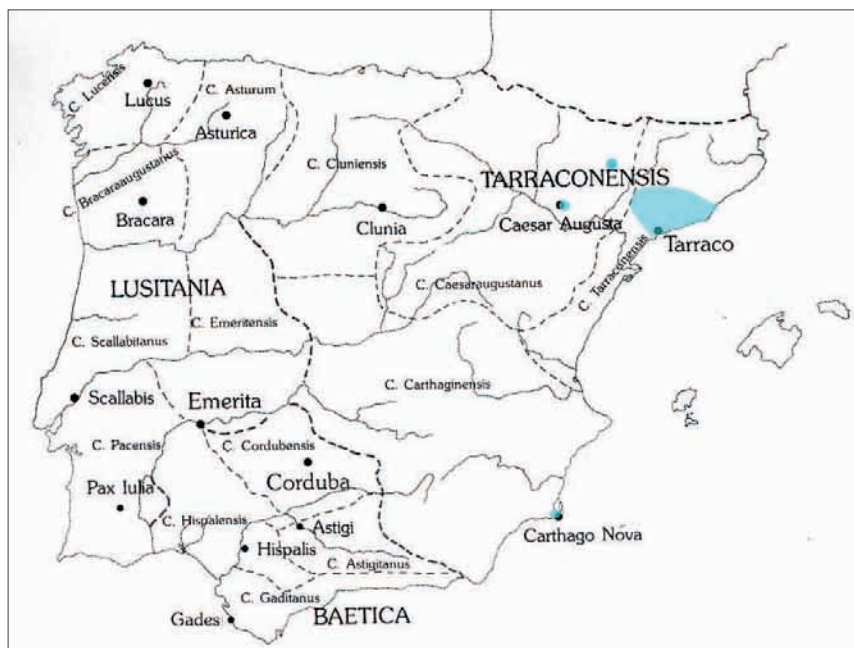 C. Lucensis
Lucus
C. Asturum
Asturica
C. Bracaraaugustanus
Bracara
C. Cluniensis
Clunia
TARRACONENSIS
Caesar Augusta
Tarraco
C. Tarraconensis
C. Caesaraugustanus
LUSITANIA
C. Emeritensis
C. Scallabitanus
C. Carthaginensis
Scallabis
Emerita
C. Pacensis
C. Cordubensis
Corduba
Pax Iulia
C. Hispalensis
Astigi
Hispalis
C. Astigitanus
Carthago Nova
C. Gaditanus
Gades
BAETICA